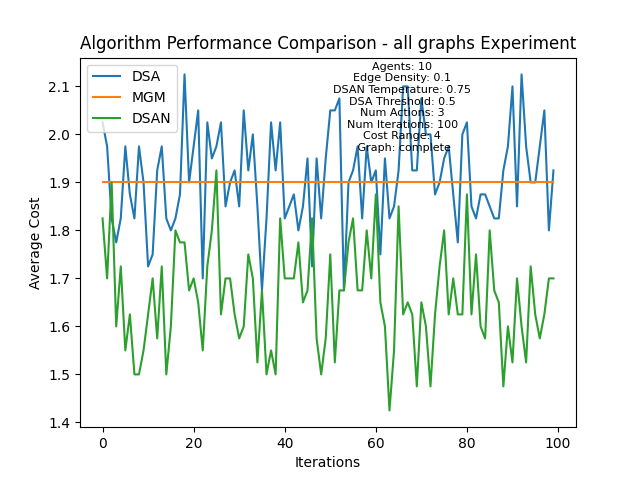 Algorithm Performance Comparison - all graphs Experiment
DSA
MGM
DSAN
Agents: 10
Edge Density: 0.1
DSAN Temperature: 0.75
DSA Threshold: 0.5
Num Actions: 3
Num Iterations: 100
Cost Range: 4
Graph: complete
Average Cost
2.1
2.0
1.9
1.8
1.7
1.6
1.5
1.4
0 20 40 60 80 100
Iterations